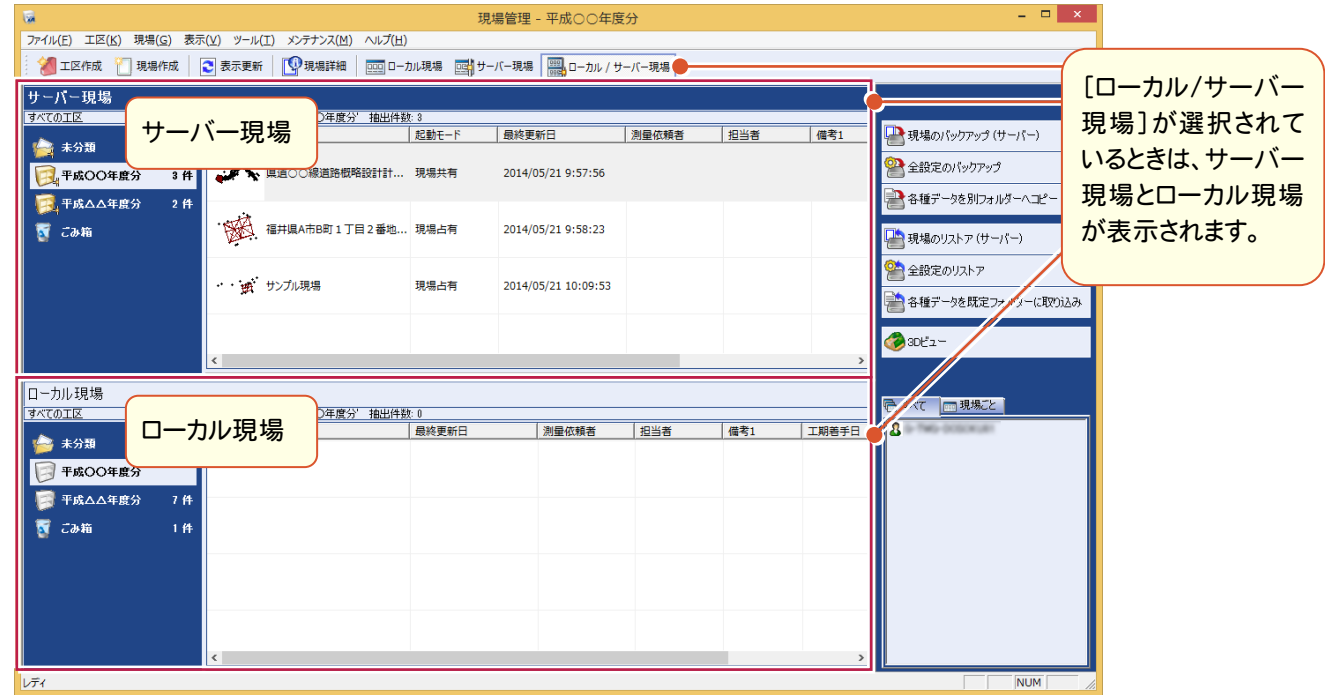 現場管理 - 平成○○年度分
ファイル(F) 工区(K) 現場(G) 表示(V) ツール(T) メンテナンス(M) ヘルプ(H)
工区作成 現場作成 表示更新 現場詳細 ローカル現場 サーバー現場 ローカル / サーバー現場
[ローカル/サーバー
現場]が選択されて
いるときは、サーバー
現場とローカル現場
が表示されます。
サーバー現場
すべての工区
○年度分' 抽出件数: 3
サーバー現場
起動モード 最終更新日 測量依頼者 担当者 備考1
未分類
平成○○年度分 3 件
平成△△年度分 2 件
ごみ箱
県道○○線道路概略設計計... 現場共有 2014/05/21 9:57:56
福井県A市B町1丁目2番地... 現場占有 2014/05/21 9:58:23
サンプル現場 現場占有 2014/05/21 10:09:53
現場のバックアップ (サーバー)
全設定のバックアップ
各種データを別フォルダーへコピー
現場のリストア (サーバー)
全設定のリストア
各種データを既定フォルダーに取り込み
3Dビュー
ローカル現場
すべての工区
○年度分' 抽出件数: 0
ローカル現場
最終更新日 測量依頼者 担当者 備考1 工期着手日
未分類
平成○○年度分
平成△△年度分 7 件
ごみ箱 1 件
すべて 現場ごと
レディ
NUM